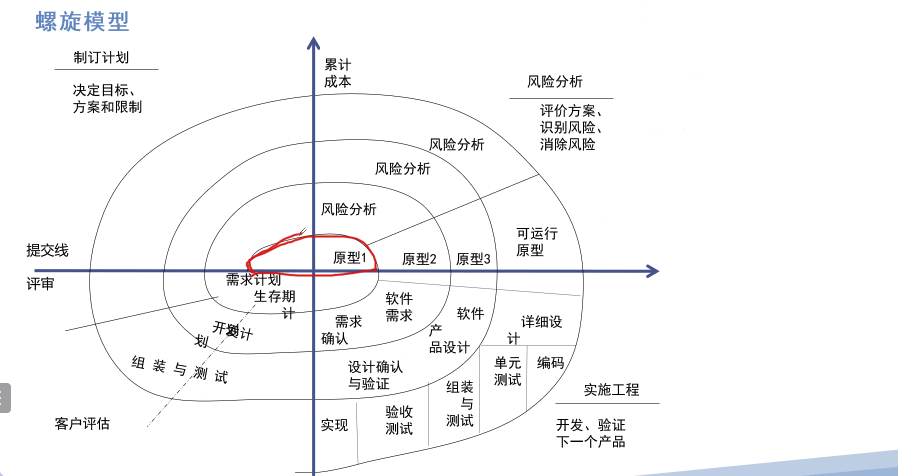 螺旋模型
制订计划
决定目标、
方案和限制
累计
成本
风险分析
评价方案、
识别风险、
消除风险
风险分析
风险分析
风险分析
提交线
评审
原型1
原型2
原型3
可运行
原型
需求计划
生存期
计
划
开发
计
组装与测试
客户评估
需求
确认
软件
需求
设计确认
与验证
产
品设计
软件
详细设
计
单元
测试
编码
组装
与
测试
验收
测试
实现
实施工程
开发、验证
下一个产品